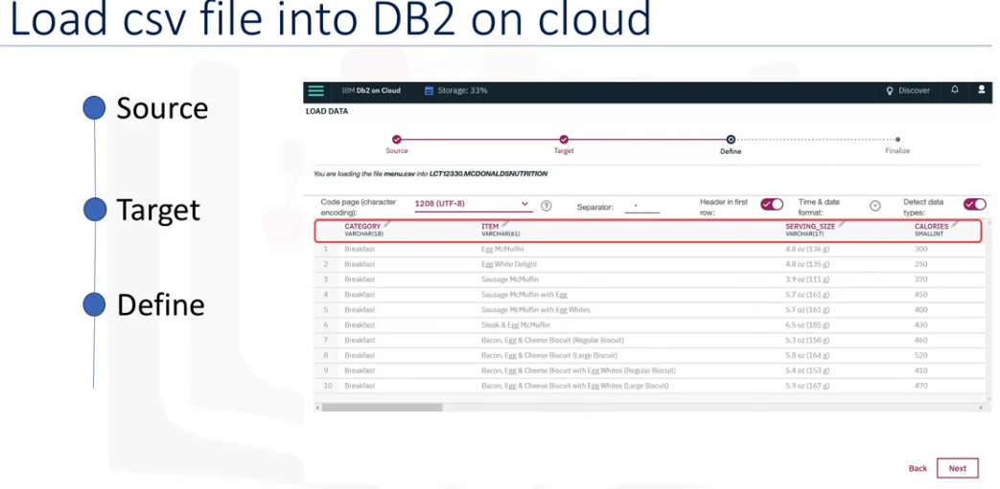 Load csv file into DB2 on cloud
Source
Target
Define
IBM Db2 on Cloud Storage: 33% Discover
LOAD DATA
Source Target Define Finalize
You are loading the file menu.csv into LCT12330.MCDONALDSNUTRITION
Code page (character encoding): 1208 (UTF-8) Separator: , Header in first row: Time & date format: Detect data types:
CATEGORY ITEM SERVING_SIZE CALORIES
VARCHAR(18) VARCHAR(61) VARCHAR(17) SMALLINT
1 Breakfast Egg McMuffin 4.8 oz (136 g) 300
2 Breakfast Egg White Delight 4.8 oz (135 g) 250
3 Breakfast Sausage McMuffin 3.9 oz (111 g) 370
4 Breakfast Sausage McMuffin with Egg 5.7 oz (161 g) 450
5 Breakfast Sausage McMuffin with Egg Whites 5.7 oz (161 g) 400
6 Breakfast Steak & Egg McMuffin 6.5 oz (185 g) 430
7 Breakfast Bacon, Egg & Cheese Biscuit (Regular Biscuit) 5.3 oz (150 g) 460
8 Breakfast Bacon, Egg & Cheese Biscuit (Large Biscuit) 5.8 oz (164 g) 520
9 Breakfast Bacon, Egg & Cheese Biscuit with Egg Whites (Regular Biscuit) 5.4 oz (153 g) 410
10 Breakfast Bacon, Egg & Cheese Biscuit with Egg Whites (Large Biscuit) 5.9 oz (167 g) 470
Back Next